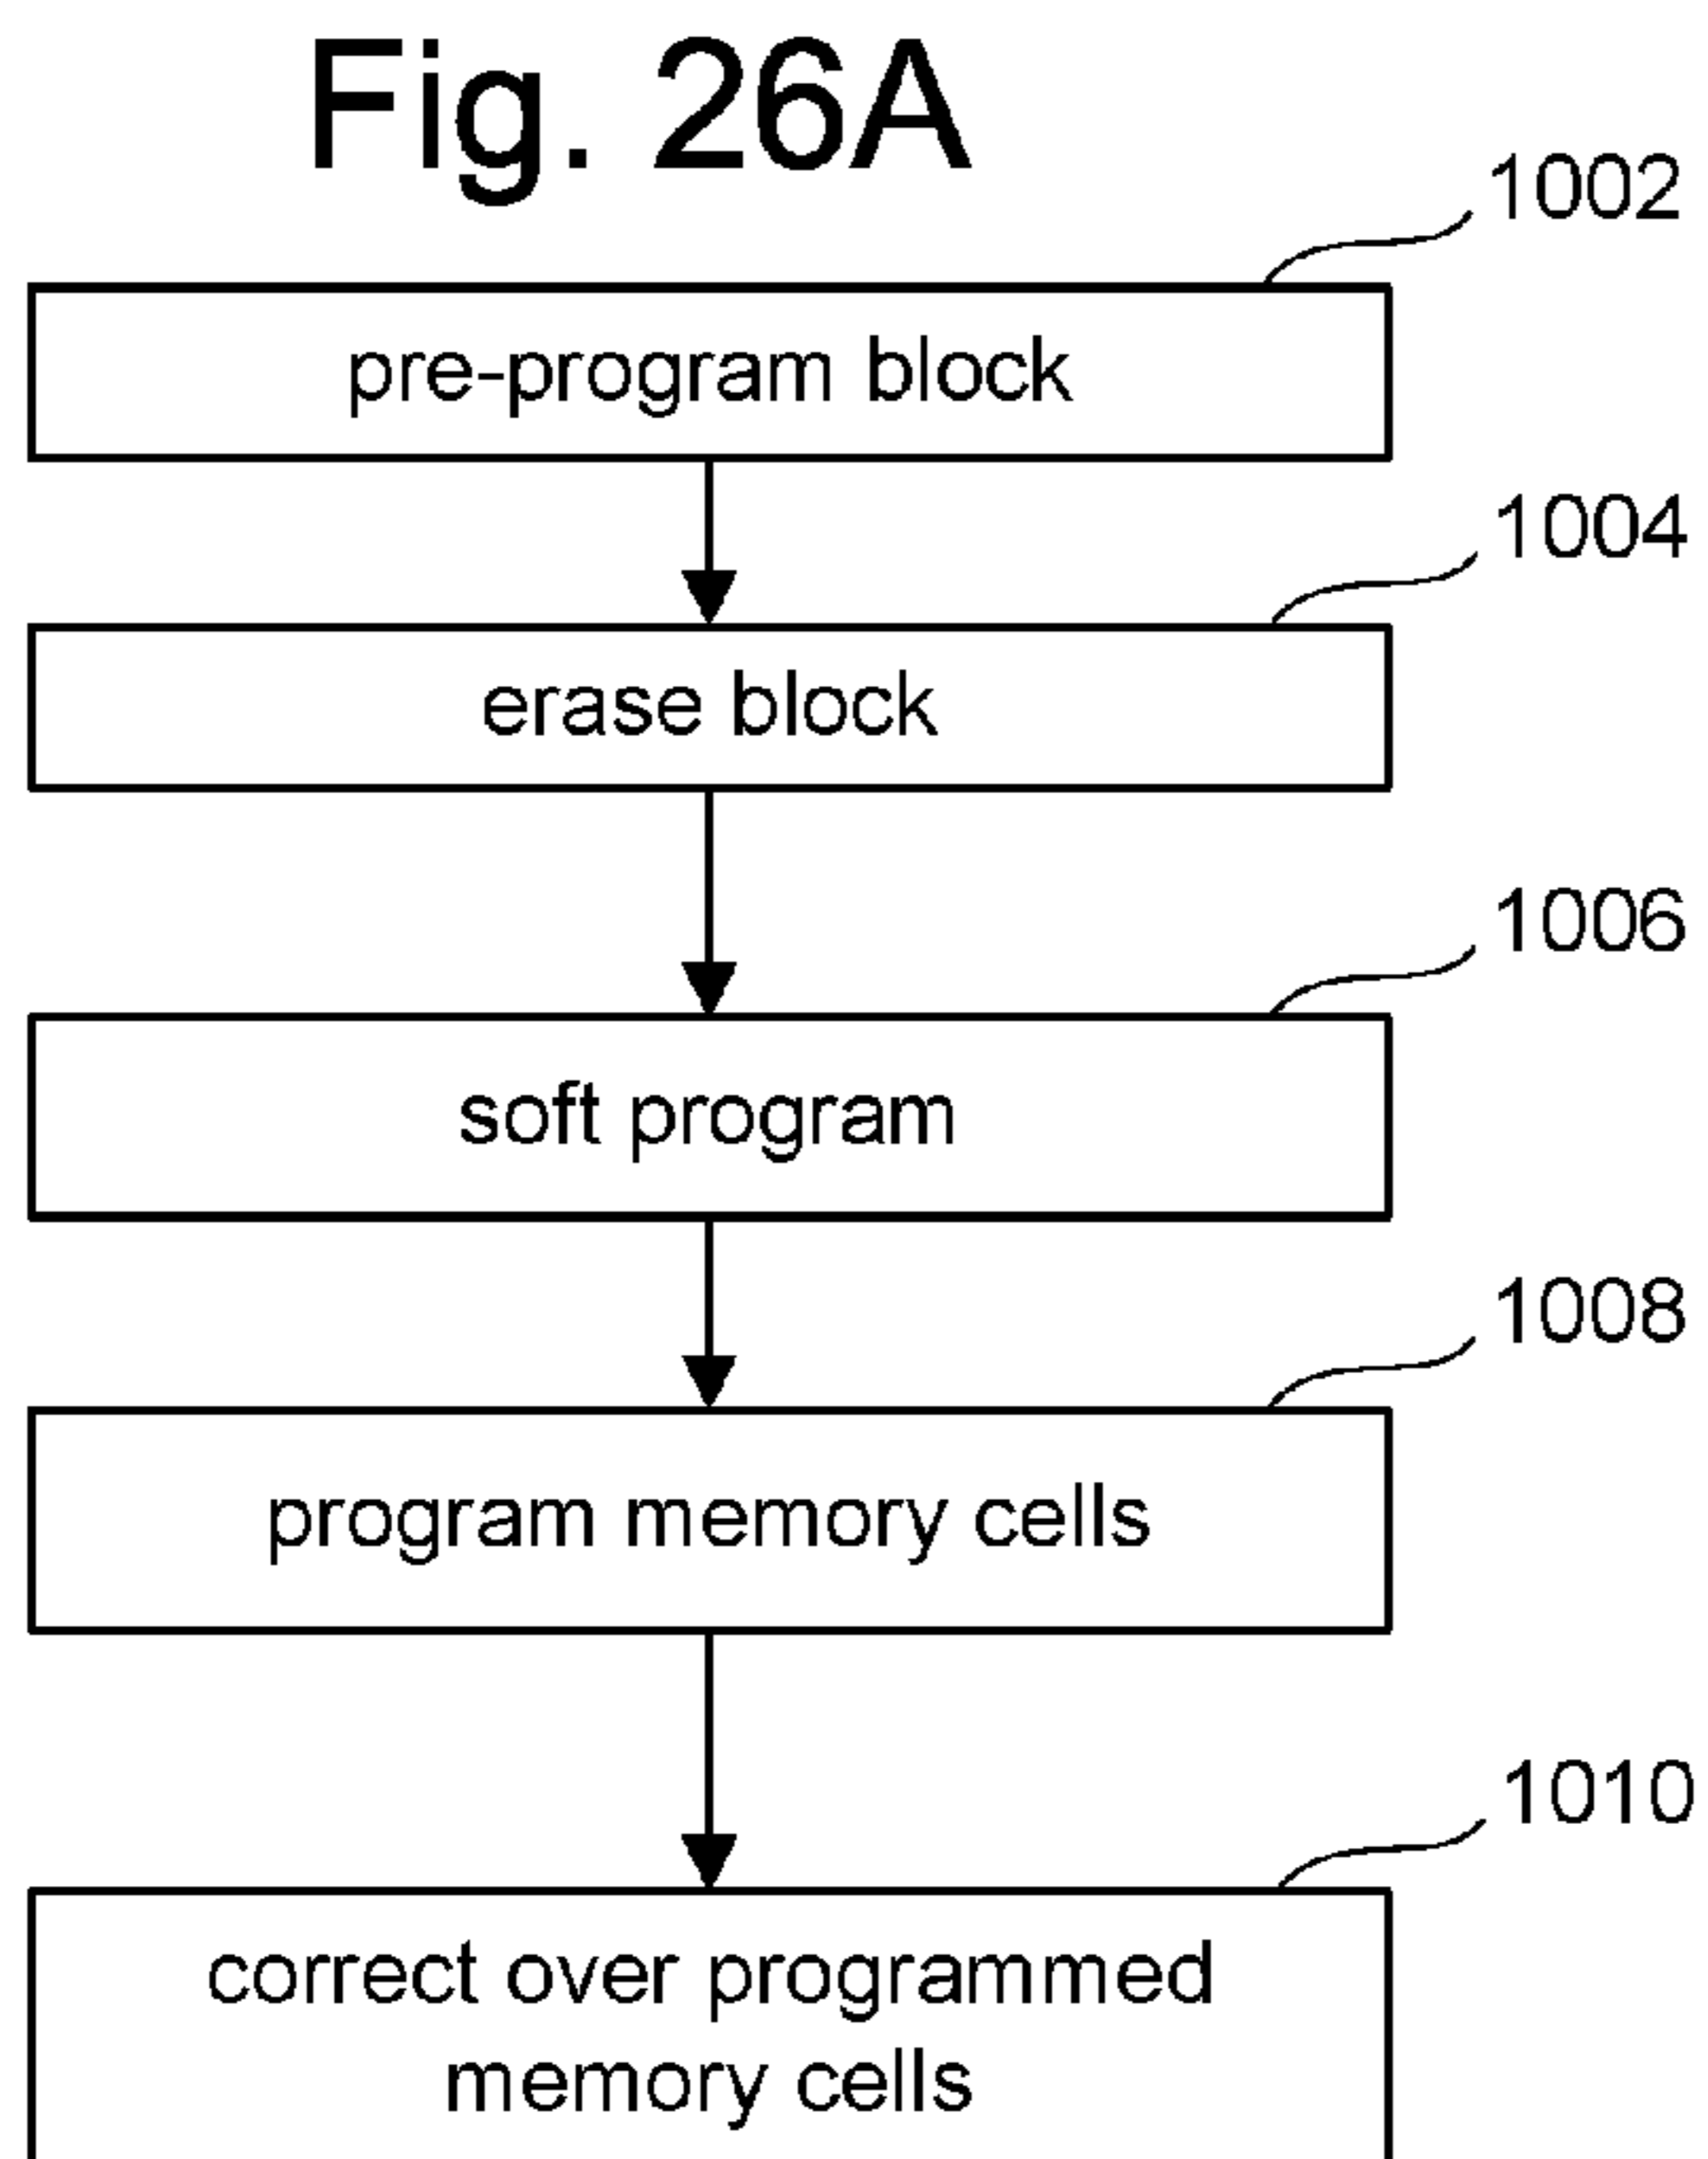 Fig. 26A
1002
pre-program block
1004
erase block
1006
soft program
1008
program memory cells
1010
correct over programmed
memory cells